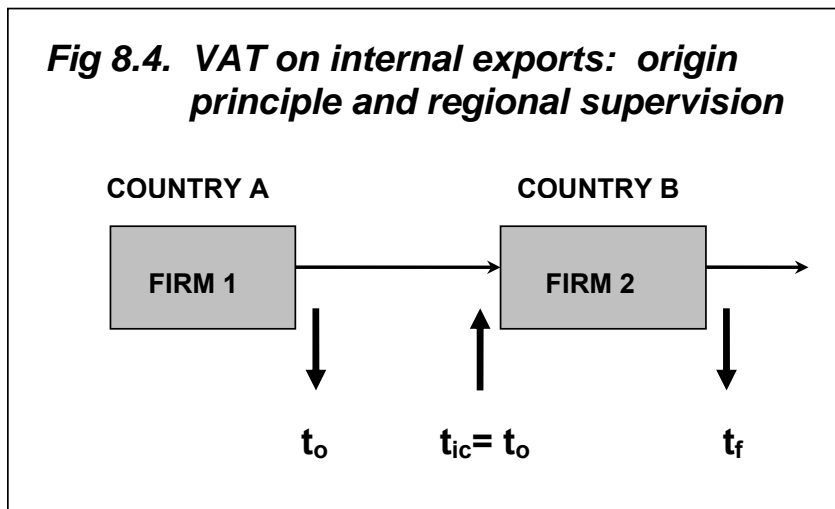 Fig 8.4. VAT on internal exports: origin
principle and regional supervision
COUNTRY A COUNTRY B
FIRM 1 FIRM 2
to tic= to tf